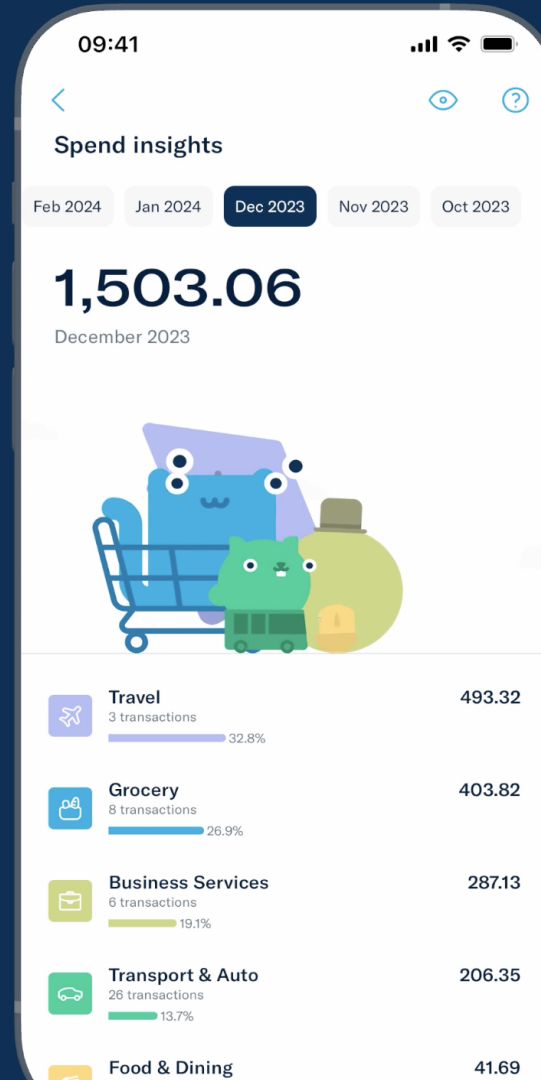 09:41
Spend insights
Feb 2024 Jan 2024 Dec 2023 Nov 2023 Oct 2023
1,503.06
December 2023
Travel 493.32
3 transactions
32.8%
Grocery 403.82
8 transactions
26.9%
Business Services 287.13
6 transactions
19.1%
Transport & Auto 206.35
26 transactions
13.7%
Food & Dining 41.69